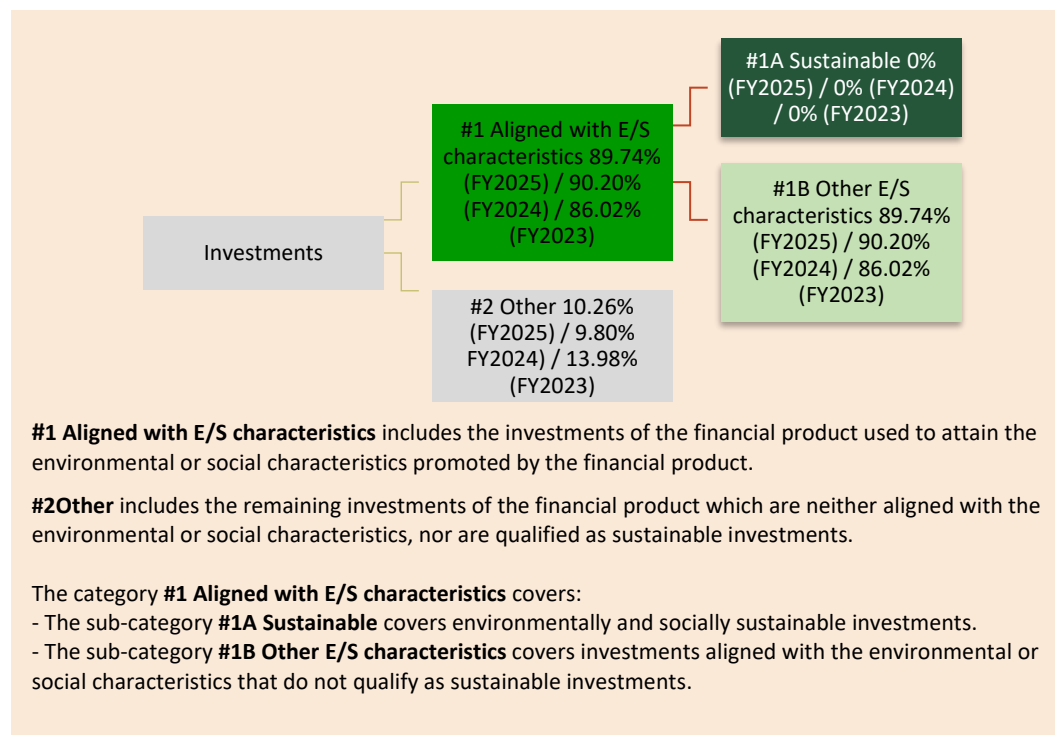 #1A Sustainable 0%
(FY2025) / 0% (FY2024)
/ 0% (FY2023)
#1 Aligned with E/S
characteristics 89.74%
(FY2025) / 90.20%
(FY2024) / 86.02%
(FY2023)
#1B Other E/S
characteristics 89.74%
(FY2025) / 90.20%
(FY2024) / 86.02%
(FY2023)
Investments
#2 Other 10.26%
(FY2025) / 9.80%
FY2024) / 13.98%
(FY2023)
#1 Aligned with E/S characteristics includes the investments of the financial product used to attain the
environmental or social characteristics promoted by the financial product.
#2Other includes the remaining investments of the financial product which are neither aligned with the
environmental or social characteristics, nor are qualified as sustainable investments.
The category #1 Aligned with E/S characteristics covers:
- The sub-category #1A Sustainable covers environmentally and socially sustainable investments.
- The sub-category #1B Other E/S characteristics covers investments aligned with the environmental or
social characteristics that do not qualify as sustainable investments.